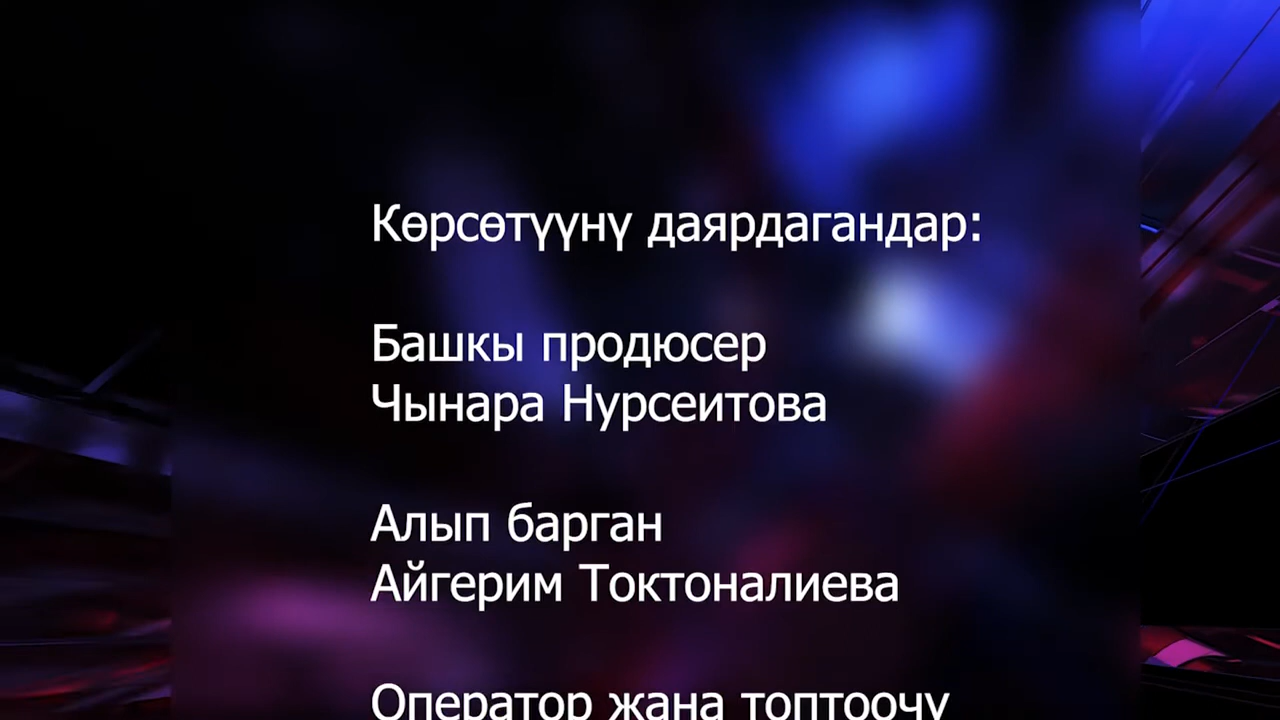 Көрсөтүүнү даярдагандар:
Башкы продюсер
Чынара Нурсеитова
Алып барган
Айгерим Токтоналиева
Оператор жана топтоочу